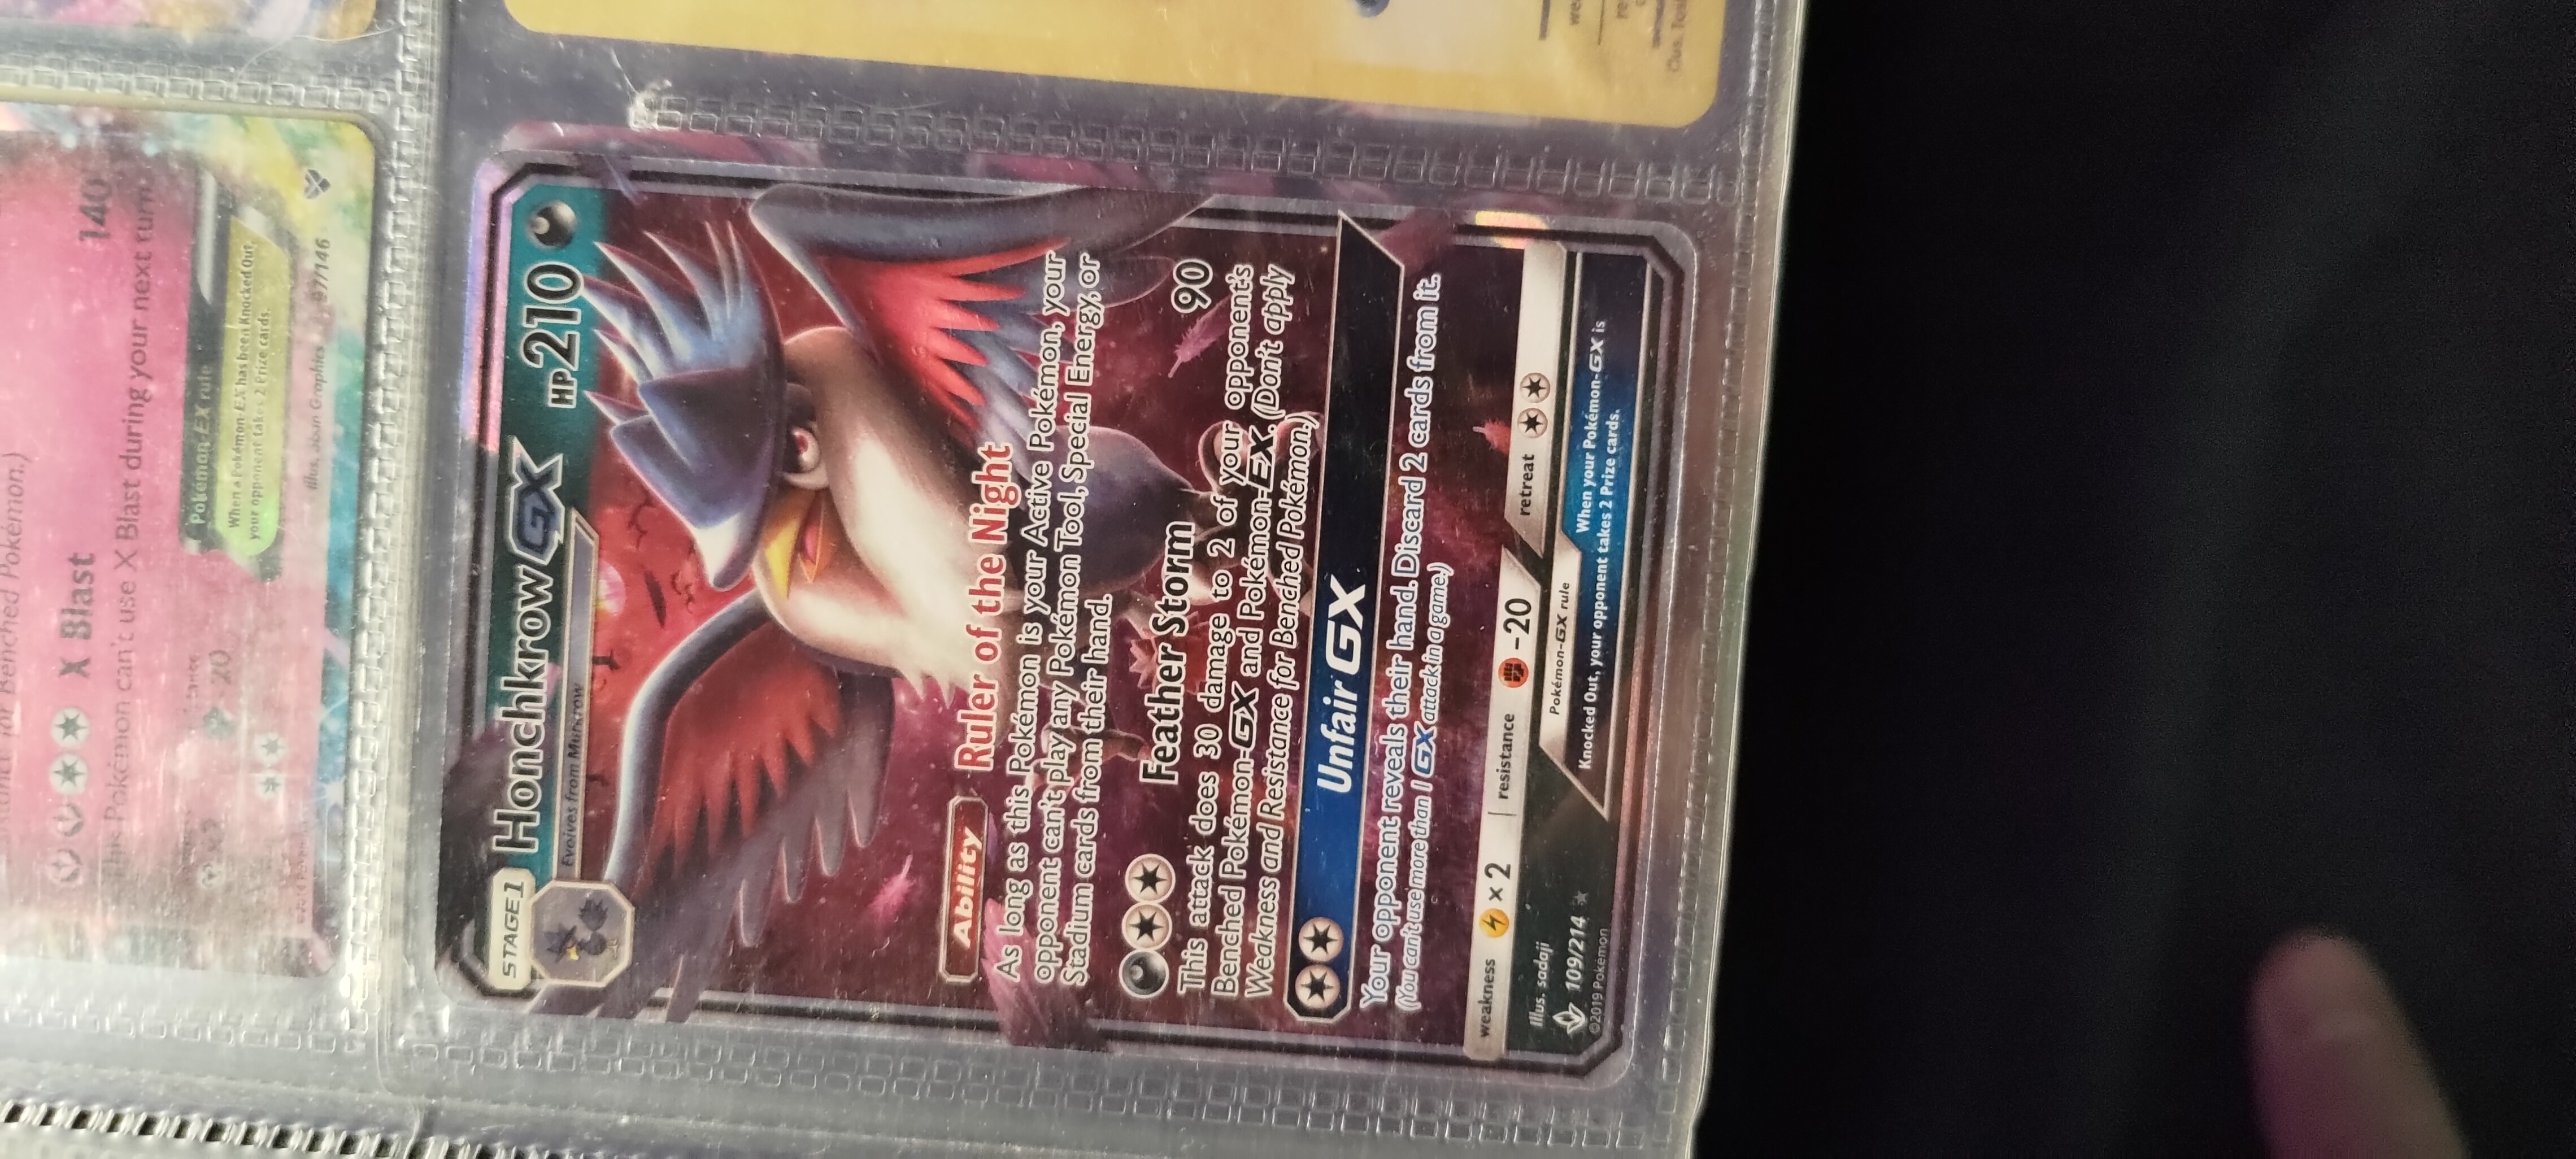 for Benched Pokémon.)
X Blast 140
This Pokémon can't use X Blast during your next turn.
×2 -20
Pokémon-EX rule
When a Pokémon-EX has been Knocked Out,
your opponent takes 2 Prize cards.
Illus. 5ban Graphics 97/146
STAGE 1 Honchkrow GX HP 210
Evolves from Murkrow
Ability Ruler of the Night
As long as this Pokémon is your Active Pokémon, your
opponent can't play any Pokémon Tool, Special Energy, or
Stadium cards from their hand.
Feather Storm 90
This attack does 30 damage to 2 of your opponent's
Benched Pokémon-GX and Pokémon-EX. (Don't apply
Weakness and Resistance for Benched Pokémon.)
Unfair GX
Your opponent reveals their hand. Discard 2 cards from it.
(You can't use more than 1 GX attack in a game.)
weakness ×2 resistance -20 retreat
Illus. sadaji
109/214
©2019 Pokémon
Pokémon-GX rule
When your Pokémon-GX is
Knocked Out, your opponent takes 2 Prize cards.